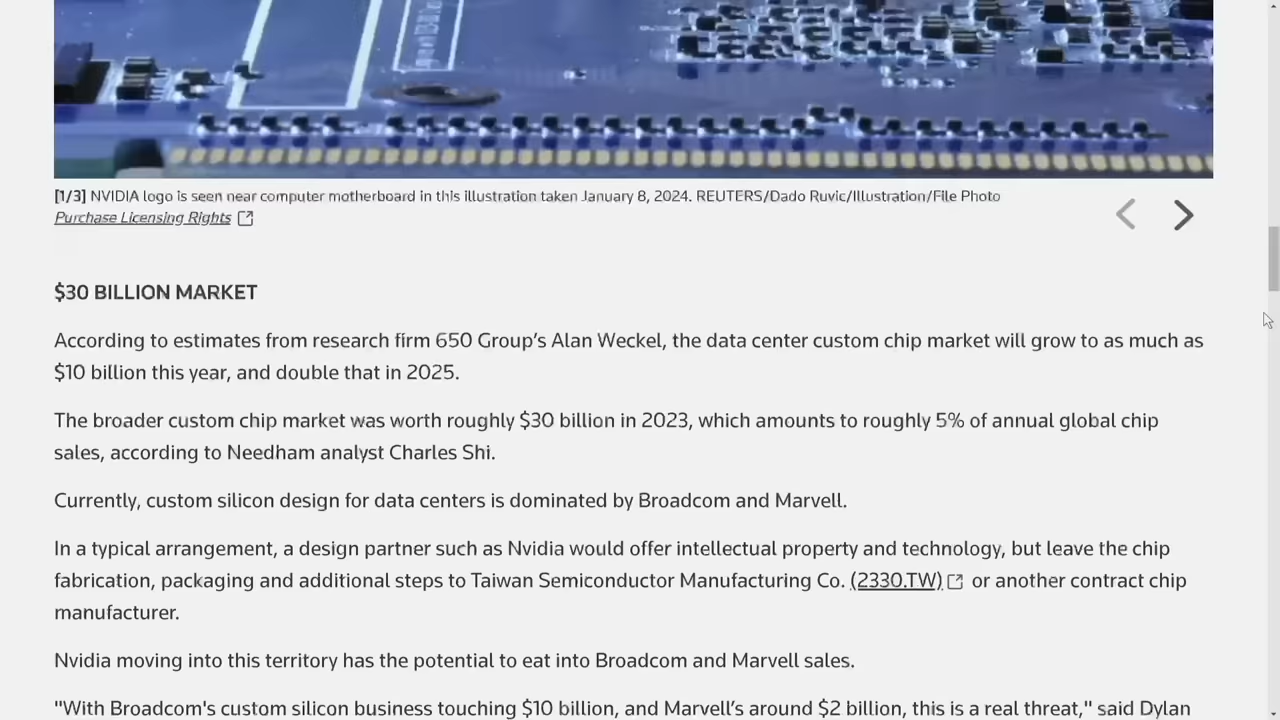 [1/3] NVIDIA logo is seen near computer motherboard in this illustration taken January 8, 2024. REUTERS/Dado Ruvic/Illustration/File Photo
Purchase Licensing Rights
$30 BILLION MARKET
According to estimates from research firm 650 Group’s Alan Weckel, the data center custom chip market will grow to as much as
$10 billion this year, and double that in 2025.
The broader custom chip market was worth roughly $30 billion in 2023, which amounts to roughly 5% of annual global chip
sales, according to Needham analyst Charles Shi.
Currently, custom silicon design for data centers is dominated by Broadcom and Marvell.
In a typical arrangement, a design partner such as Nvidia would offer intellectual property and technology, but leave the chip
fabrication, packaging and additional steps to Taiwan Semiconductor Manufacturing Co. (2330.TW) or another contract chip
manufacturer.
Nvidia moving into this territory has the potential to eat into Broadcom and Marvell sales.
"With Broadcom's custom silicon business touching $10 billion, and Marvell’s around $2 billion, this is a real threat," said Dylan